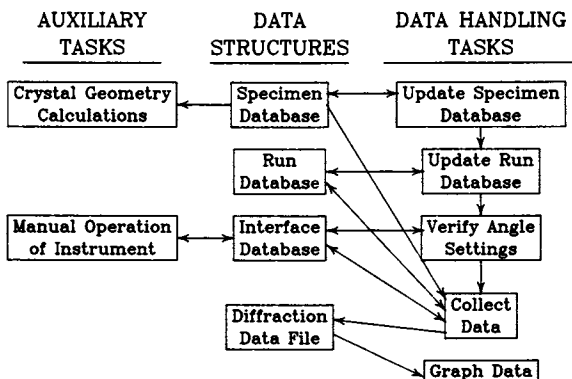 AUXILIARY TASKS
DATA STRUCTURES
DATA HANDLING TASKS
Crystal Geometry
Calculations
Specimen
Database
Update Specimen
Database
Run
Database
Update Run
Database
Manual Operation
of Instrument
Interface
Database
Verify Angle
Settings
Collect
Data
Diffraction
Data File
Graph Data